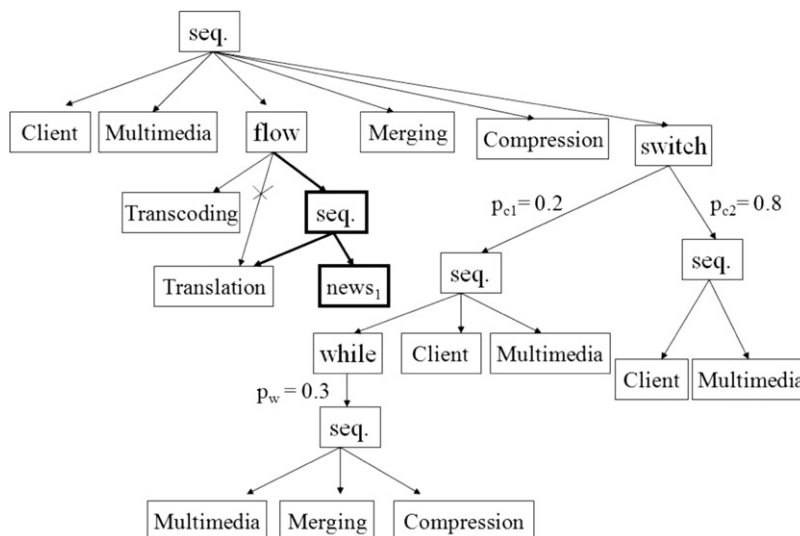 seq.
Client
Multimedia
flow
Merging
Compression
switch
Transcoding
seq.
p_c1 = 0.2
p_c2 = 0.8
Translation
news₁
seq.
seq.
while
Client
Multimedia
Client
Multimedia
p_w = 0.3
seq.
Multimedia
Merging
Compression